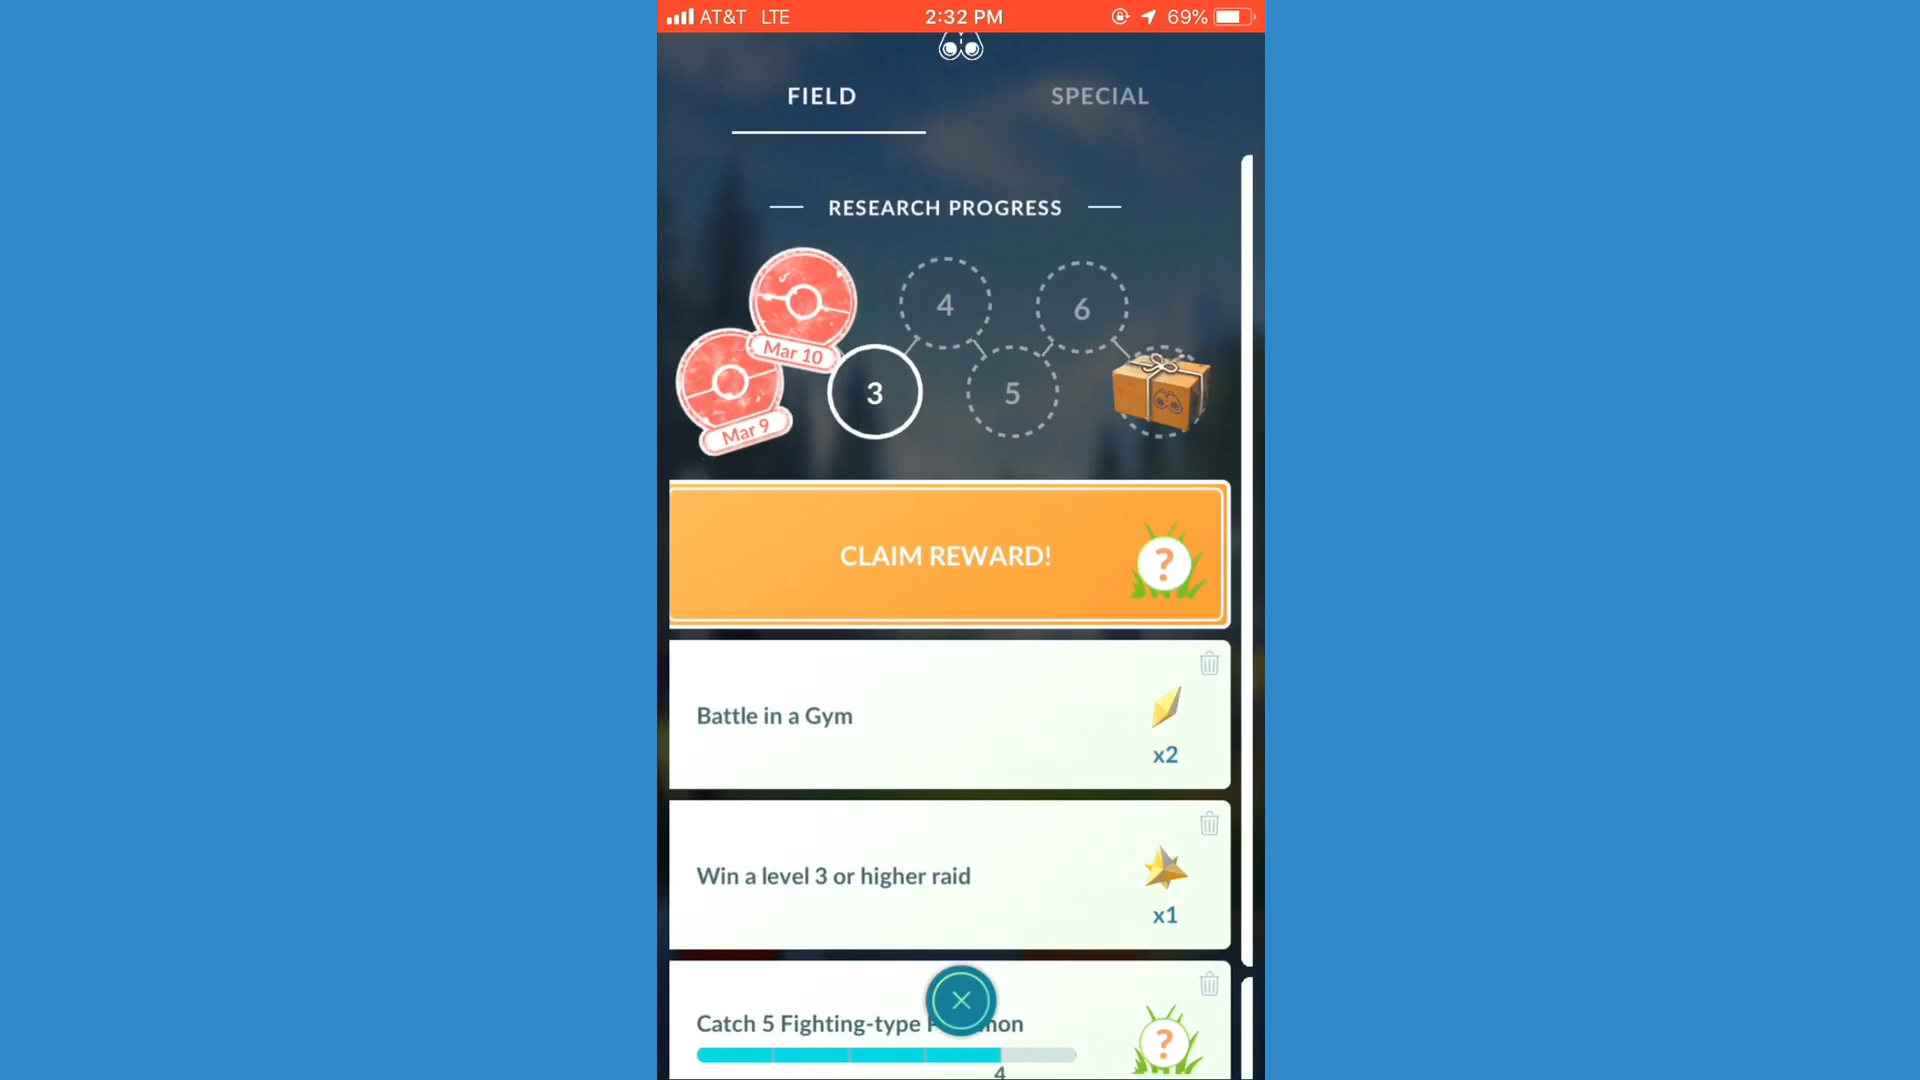 AT&T LTE 2:32 PM 69%
FIELD SPECIAL
RESEARCH PROGRESS
Mar 10
Mar 9
3
4
5
6
CLAIM REWARD!
?
Battle in a Gym
x2
Win a level 3 or higher raid
x1
Catch 5 Fighting-type
?
4